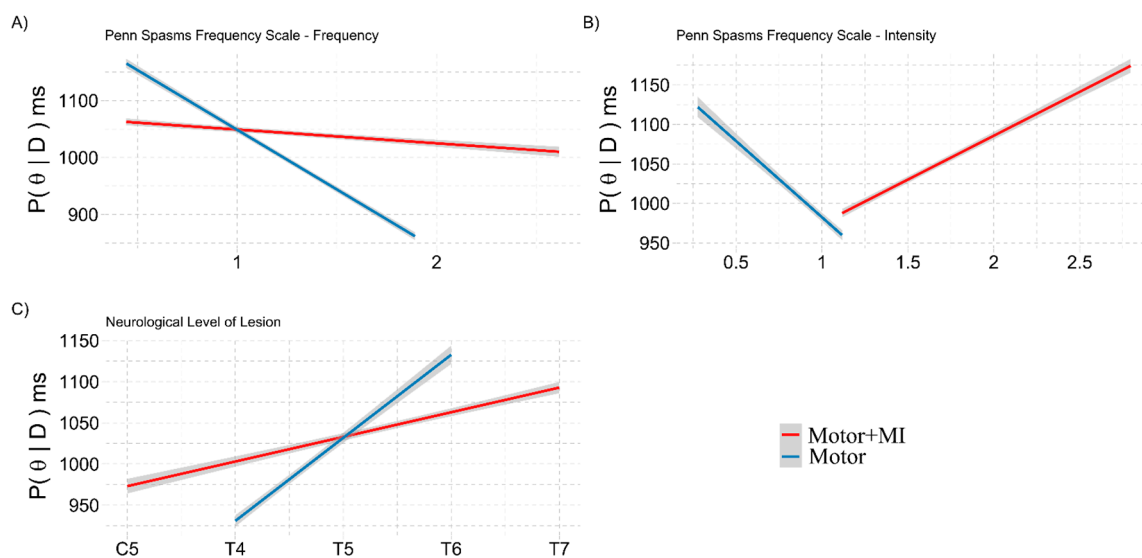 A)
Penn Spasms Frequency Scale - Frequency
P( θ | D ) ms
1100
1000
900
1
2
B)
Penn Spasms Frequency Scale - Intensity
P( θ | D ) ms
1150
1100
1050
1000
950
0.5
1
1.5
2
2.5
C)
Neurological Level of Lesion
P( θ | D ) ms
1150
1100
1050
1000
950
C5
T4
T5
T6
T7
Motor+MI
Motor